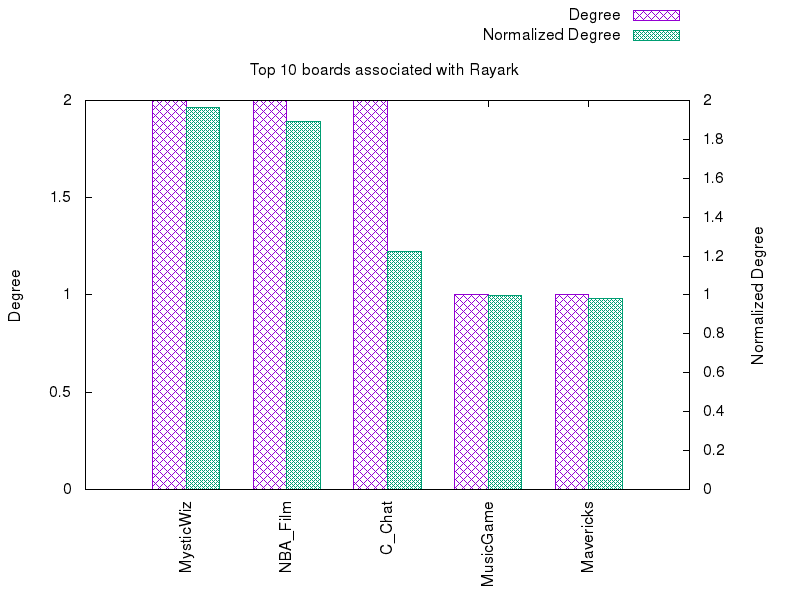 Degree
Normalized Degree
Top 10 boards associated with Rayark
2
1.5
1
0.5
0
2
1.8
1.6
1.4
1.2
1
0.8
0.6
0.4
0.2
0
Degree
Normalized Degree
MysticWiz
NBA_Film
C_Chat
MusicGame
Mavericks